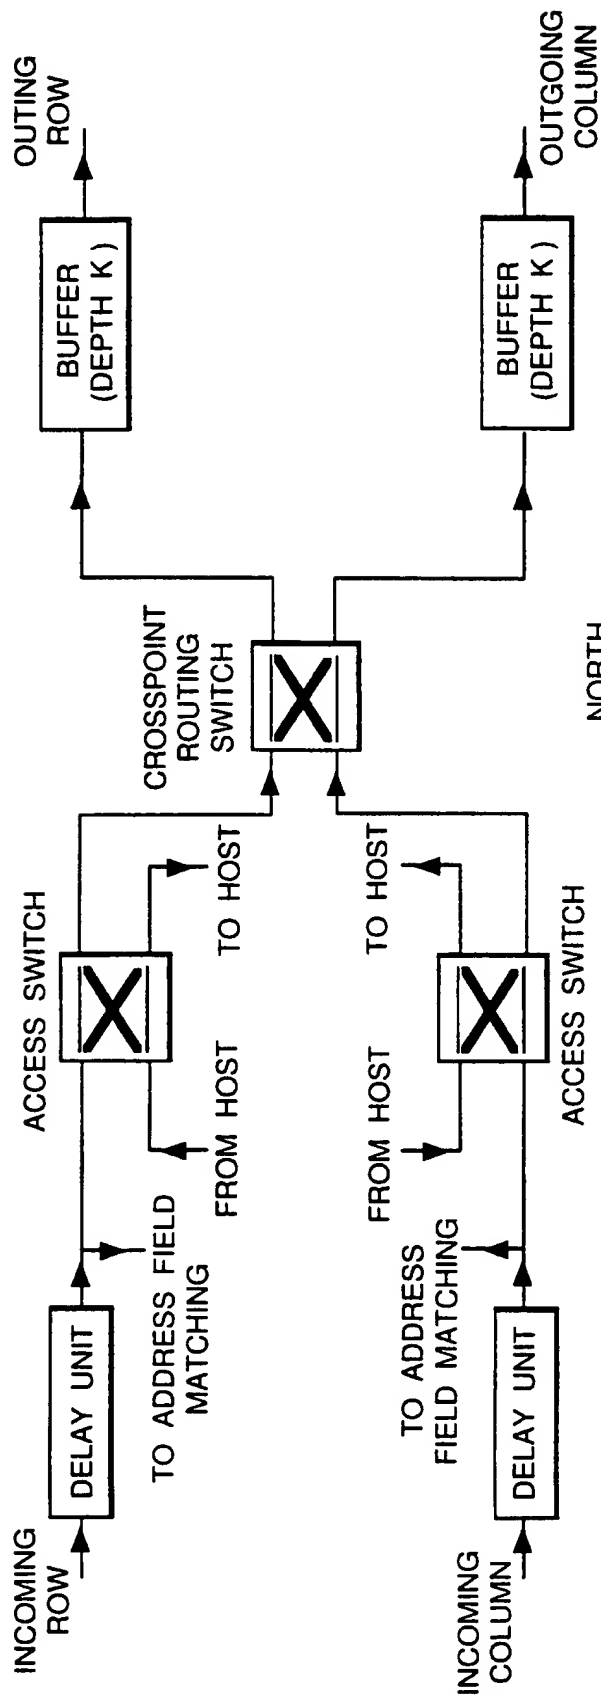 INCOMING
ROW
DELAY UNIT
TO ADDRESS FIELD
MATCHING
ACCESS SWITCH
FROM HOST
TO HOST
CROSSPOINT
ROUTING
SWITCH
BUFFER
(DEPTH K)
OUTING
ROW
INCOMING
COLUMN
DELAY UNIT
TO ADDRESS
FIELD MATCHING
FROM HOST
TO HOST
ACCESS SWITCH
BUFFER
(DEPTH K)
OUTGOING
COLUMN
NORTH